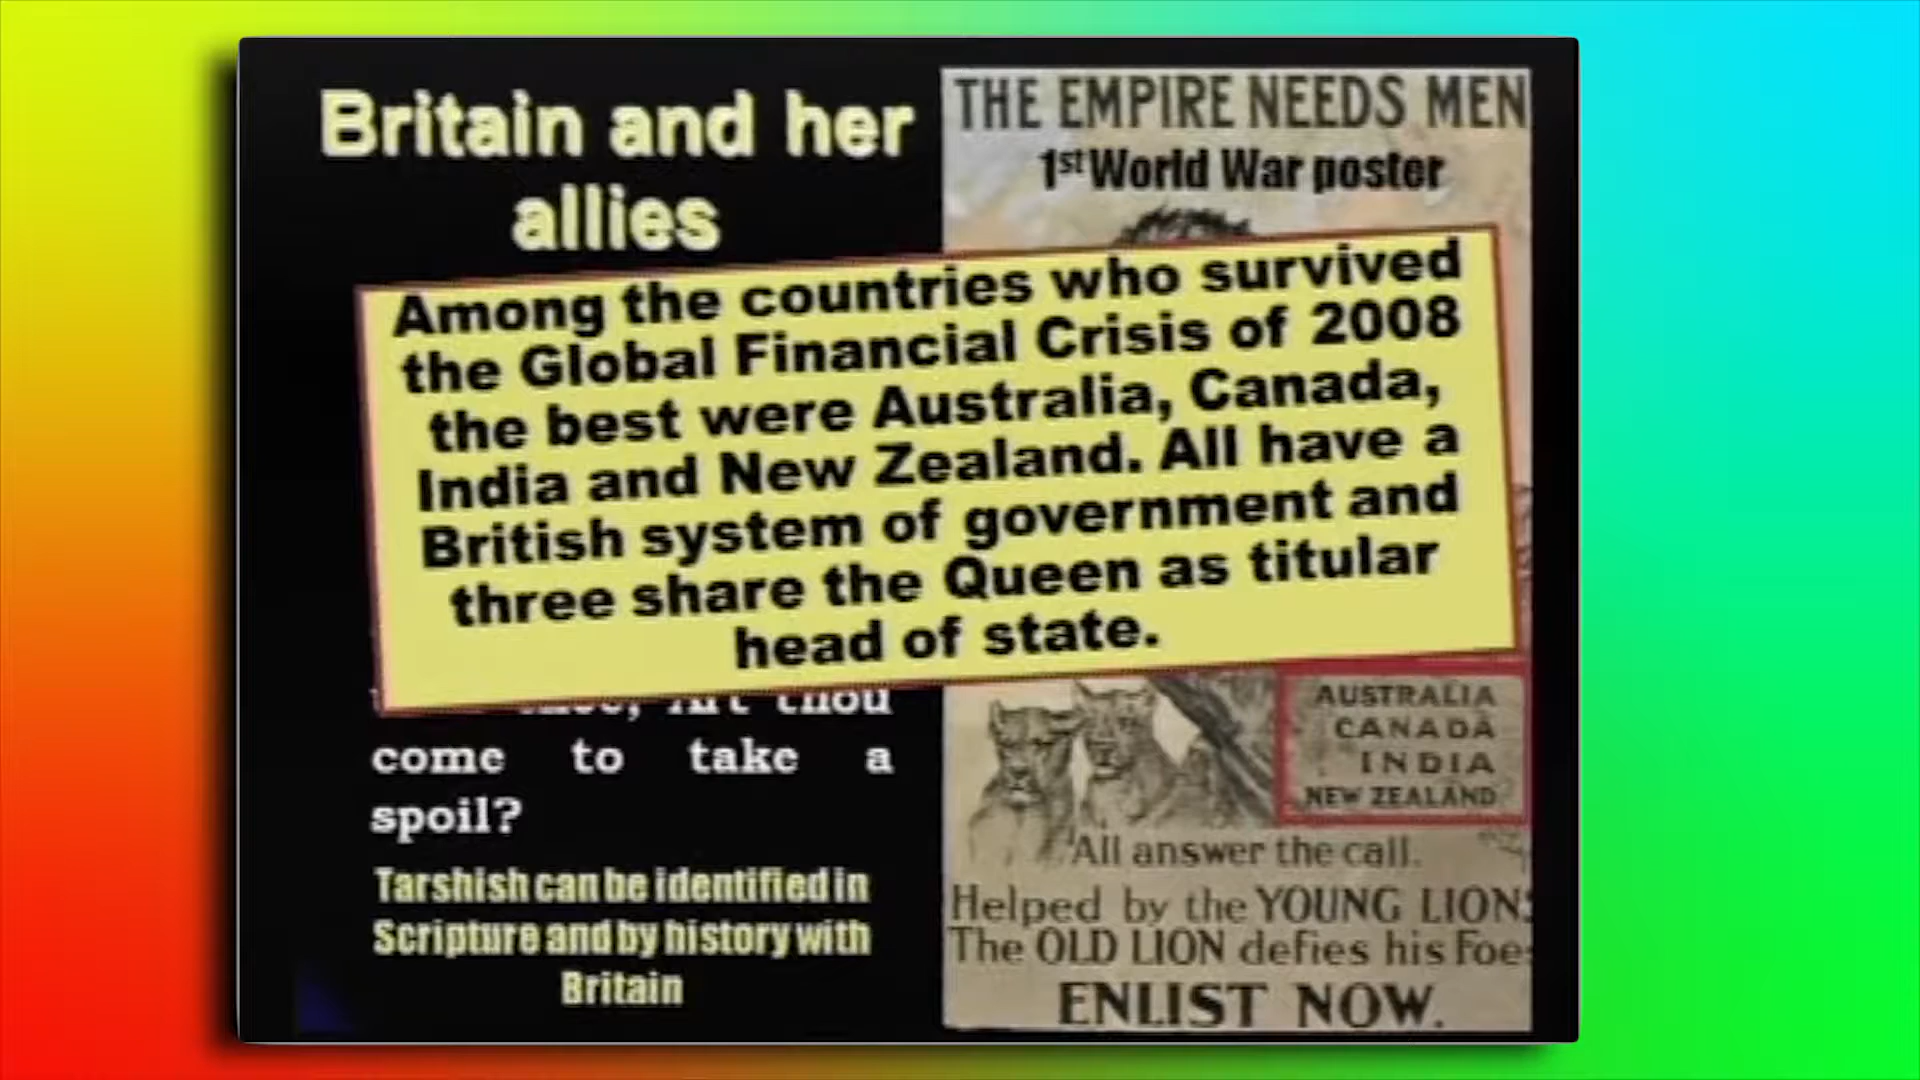 Britain and her
allies
THE EMPIRE NEEDS MEN
1st World War poster
Among the countries who survived
the Global Financial Crisis of 2008
the best were Australia, Canada,
India and New Zealand. All have a
British system of government and
three share the Queen as titular
head of state.
Art thou
come to take a
spoil?
Tarshish can be identified in
Scripture and by history with
Britain
AUSTRALIA
CANADA
INDIA
NEW ZEALAND
All answer the call.
Helped by the YOUNG LIONS
The OLD LION defies his Foes
ENLIST NOW.